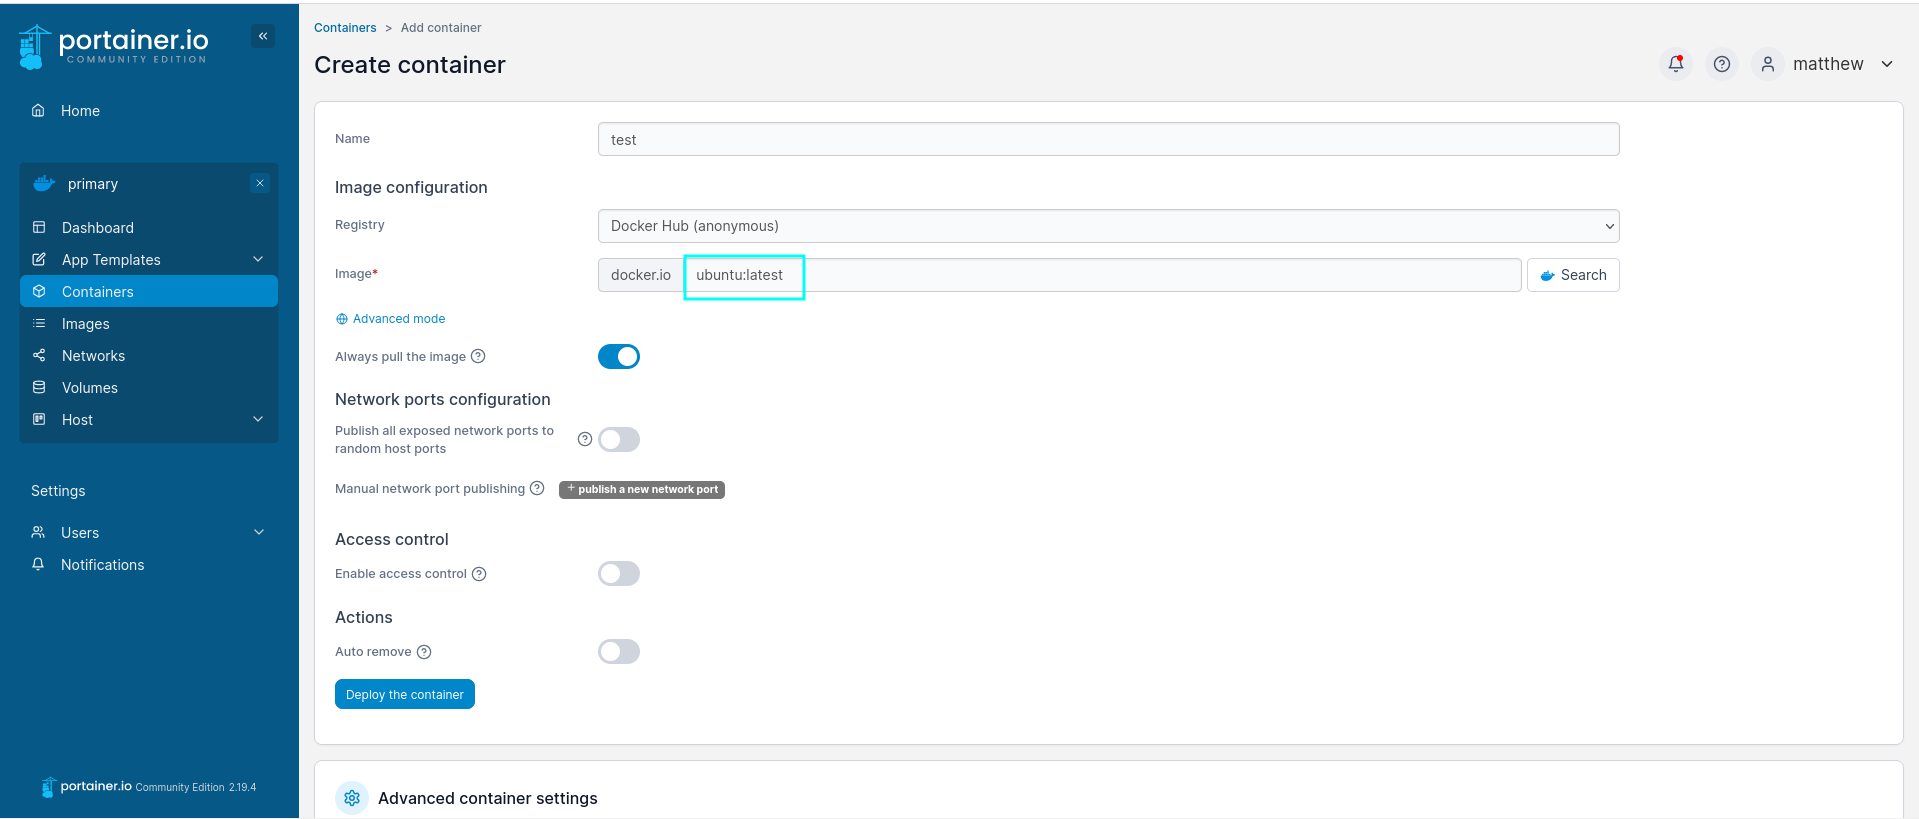 portainer.io
COMMUNITY EDITION
Home
primary
Dashboard
App Templates
Containers
Images
Networks
Volumes
Host
Settings
Users
Notifications
portainer.io Community Edition 2.19.4
Containers > Add container
Create container
matthew
Name
test
Image configuration
Registry
Docker Hub (anonymous)
Image*
docker.io
ubuntu:latest
Search
Advanced mode
Always pull the image
Network ports configuration
Publish all exposed network ports to
random host ports
Manual network port publishing
+ publish a new network port
Access control
Enable access control
Actions
Auto remove
Deploy the container
Advanced container settings